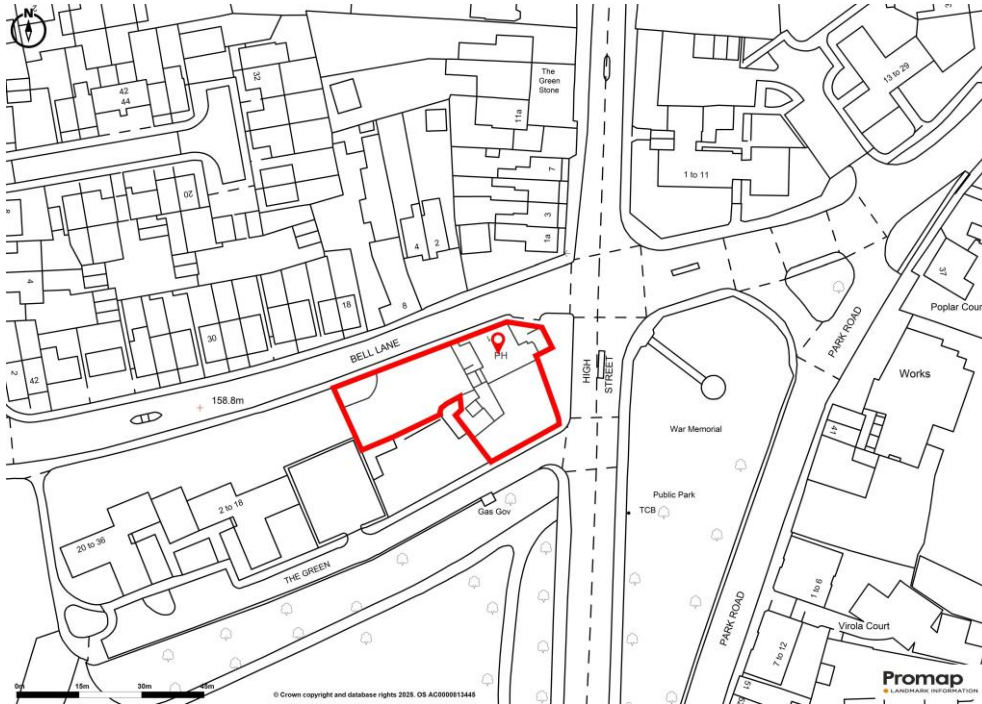 N
42
44
32
The
Green
Stone
11a
13 to 29
20
7
1 to 11
3
1a
4
2
4
8
37
Poplar Cour
18
30
BELL LANE
PH
HIGH
STREET
PARK ROAD
Works
2
42
158.8m
41
War Memorial
Public Park
TCB
2 to 18
Gas Gov
20 to 36
THE GREEN
1 to 6
PARK ROAD
Virola Court
7 to 12
51
0m
15m
30m
45m
© Crown copyright and database rights 2025. OS AC0000813445
Promap
LANDMARK INFORMATION